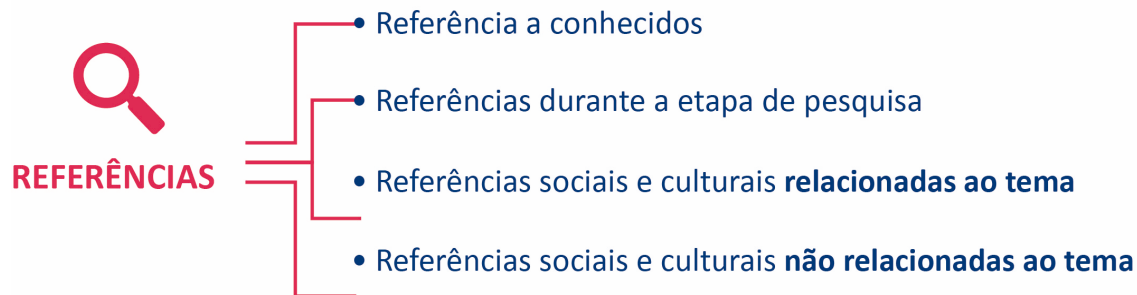 • Referência a conhecidos
• Referências durante a etapa de pesquisa
REFERÊNCIAS
• Referências sociais e culturais relacionadas ao tema
• Referências sociais e culturais não relacionadas ao tema